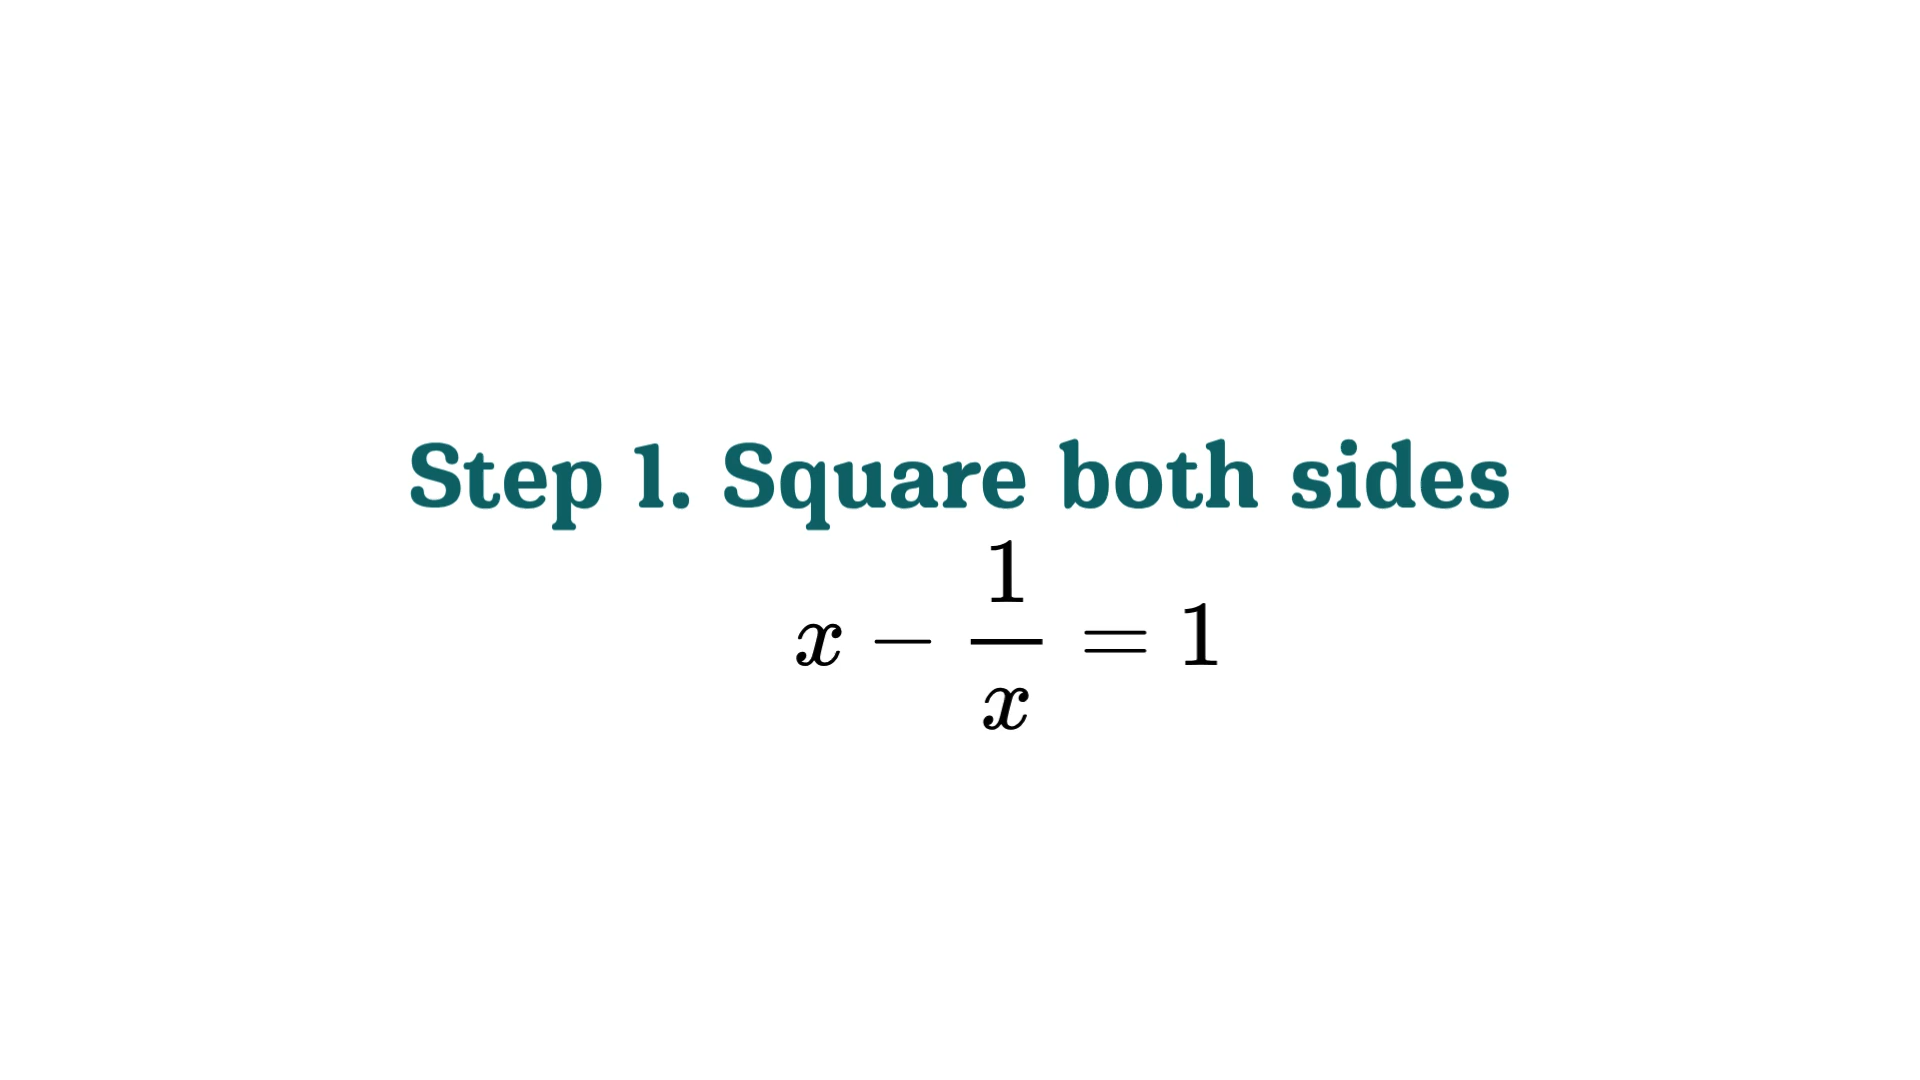 Step 1. Square both sides
x − 1/x = 1